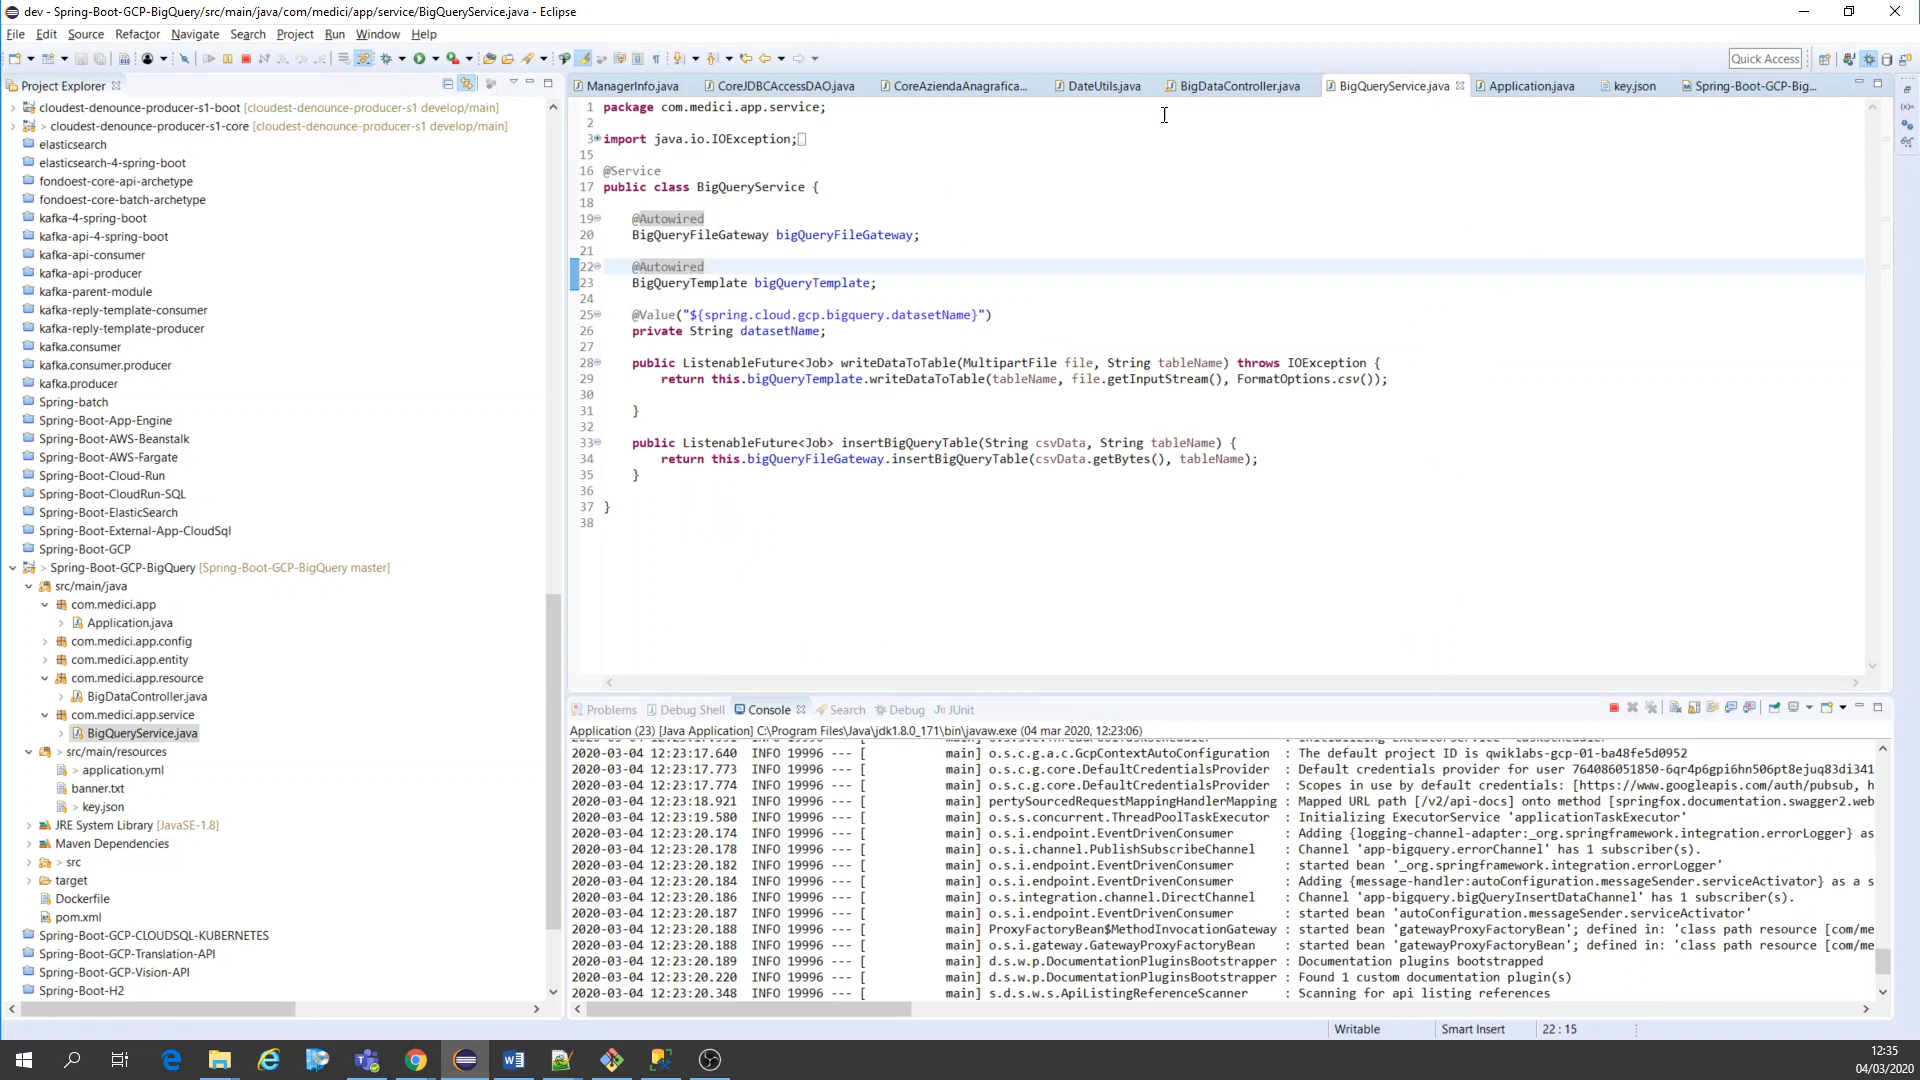 dev - Spring-Boot-GCP-BigQuery/src/main/java/com/medici/app/service/BigQueryService.java - Eclipse
File Edit Source Refactor Navigate Search Project Run Window Help
Quick Access
Project Explorer
cloudest-denounce-producer-s1-boot [cloudest-denounce-producer-s1 develop/main]
> cloudest-denounce-producer-s1-core [cloudest-denounce-producer-s1 develop/main]
elasticsearch
elasticsearch-4-spring-boot
fondoest-core-api-archetype
fondoest-core-batch-archetype
kafka-4-spring-boot
kafka-api-4-spring-boot
kafka-api-consumer
kafka-api-producer
kafka-parent-module
kafka-reply-template-consumer
kafka-reply-template-producer
kafka.consumer
kafka.consumer.producer
kafka.producer
Spring-batch
Spring-Boot-App-Engine
Spring-Boot-AWS-Beanstalk
Spring-Boot-AWS-Fargate
Spring-Boot-Cloud-Run
Spring-Boot-CloudRun-SQL
Spring-Boot-ElasticSearch
Spring-Boot-External-App-CloudSql
Spring-Boot-GCP
> Spring-Boot-GCP-BigQuery [Spring-Boot-GCP-BigQuery master]
src/main/java
com.medici.app
Application.java
com.medici.app.config
com.medici.app.entity
com.medici.app.resource
BigDataController.java
com.medici.app.service
BigQueryService.java
> src/main/resources
> application.yml
banner.txt
> key.json
JRE System Library [JavaSE-1.8]
Maven Dependencies
> src
target
Dockerfile
pom.xml
Spring-Boot-GCP-CLOUDSQL-KUBERNETES
Spring-Boot-GCP-Translation-API
Spring-Boot-GCP-Vision-API
Spring-Boot-H2
ManagerInfo.java CoreJDBCAccessDAO.java CoreAziendaAnagrafica... DateUtils.java BigDataController.java BigQueryService.java Application.java key.json Spring-Boot-GCP-Big...
1 package com.medici.app.service;
2
3 import java.io.IOException;
15
16 @Service
17 public class BigQueryService {
18
19 @Autowired
20 BigQueryFileGateway bigQueryFileGateway;
21
22 @Autowired
23 BigQueryTemplate bigQueryTemplate;
24
25 @Value("${spring.cloud.gcp.bigquery.datasetName}")
26 private String datasetName;
27
28 public ListenableFuture<Job> writeDataToTable(MultipartFile file, String tableName) throws IOException {
29 return this.bigQueryTemplate.writeDataToTable(tableName, file.getInputStream(), FormatOptions.csv());
30
31 }
32
33 public ListenableFuture<Job> insertBigQueryTable(String csvData, String tableName) {
34 return this.bigQueryFileGateway.insertBigQueryTable(csvData.getBytes(), tableName);
35 }
36
37 }
38
Problems Debug Shell Console Search Debug JUnit
Application (23) [Java Application] C:\Program Files\Java\jdk1.8.0_171\bin\javaw.exe (04 mar 2020, 12:23:06)
2020-03-04 12:23:17.640 INFO 19996 --- [ main] o.s.c.g.a.c.GcpContextAutoConfiguration : The default project ID is qwiklabs-gcp-01-ba48fe5d0952
2020-03-04 12:23:17.773 INFO 19996 --- [ main] o.s.c.g.core.DefaultCredentialsProvider : Default credentials provider for user 764086051850-6qr4p6gpi6hn506pt8ejuq83di341
2020-03-04 12:23:17.774 INFO 19996 --- [ main] o.s.c.g.core.DefaultCredentialsProvider : Scopes in use by default credentials: [https://www.googleapis.com/auth/pubsub, h
2020-03-04 12:23:18.921 INFO 19996 --- [ main] pertySourcedRequestMappingHandlerMapping : Mapped URL path [/v2/api-docs] onto method [springfox.documentation.swagger2.web
2020-03-04 12:23:19.580 INFO 19996 --- [ main] o.s.s.concurrent.ThreadPoolTaskExecutor : Initializing ExecutorService 'applicationTaskExecutor'
2020-03-04 12:23:20.174 INFO 19996 --- [ main] o.s.i.endpoint.EventDrivenConsumer : Adding {logging-channel-adapter:_org.springframework.integration.errorLogger} as
2020-03-04 12:23:20.178 INFO 19996 --- [ main] o.s.i.channel.PublishSubscribeChannel : Channel 'app-bigquery.errorChannel' has 1 subscriber(s).
2020-03-04 12:23:20.182 INFO 19996 --- [ main] o.s.i.endpoint.EventDrivenConsumer : started bean '_org.springframework.integration.errorLogger'
2020-03-04 12:23:20.184 INFO 19996 --- [ main] o.s.i.endpoint.EventDrivenConsumer : Adding {message-handler:autoConfiguration.messageSender.serviceActivator} as a s
2020-03-04 12:23:20.186 INFO 19996 --- [ main] o.s.integration.channel.DirectChannel : Channel 'app-bigquery.bigQueryInsertDataChannel' has 1 subscriber(s).
2020-03-04 12:23:20.187 INFO 19996 --- [ main] o.s.i.endpoint.EventDrivenConsumer : started bean 'autoConfiguration.messageSender.serviceActivator'
2020-03-04 12:23:20.188 INFO 19996 --- [ main] ProxyFactoryBean$MethodInvocationGateway : started bean 'gatewayProxyFactoryBean'; defined in: 'class path resource [com/me
2020-03-04 12:23:20.188 INFO 19996 --- [ main] o.s.i.gateway.GatewayProxyFactoryBean : started bean 'gatewayProxyFactoryBean'; defined in: 'class path resource [com/me
2020-03-04 12:23:20.189 INFO 19996 --- [ main] d.s.w.p.DocumentationPluginsBootstrapper : Documentation plugins bootstrapped
2020-03-04 12:23:20.220 INFO 19996 --- [ main] d.s.w.p.DocumentationPluginsBootstrapper : Found 1 custom documentation plugin(s)
2020-03-04 12:23:20.348 INFO 19996 --- [ main] s.d.s.w.s.ApiListingReferenceScanner : Scanning for api listing references
Writable Smart Insert 22 : 15
12:35
04/03/2020